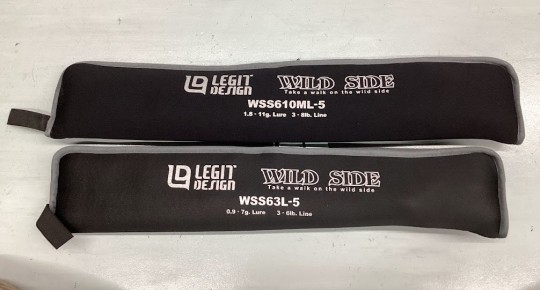 LEGIT DESIGN WILD SIDE
Take a walk on the wild side
WSS610ML-5
1.8 - 11g. Lure 3 - 8lb. Line
LEGIT DESIGN WILD SIDE
Take a walk on the wild side
WSS63L-5
0.9 - 7g. Lure 3 - 6lb. Line